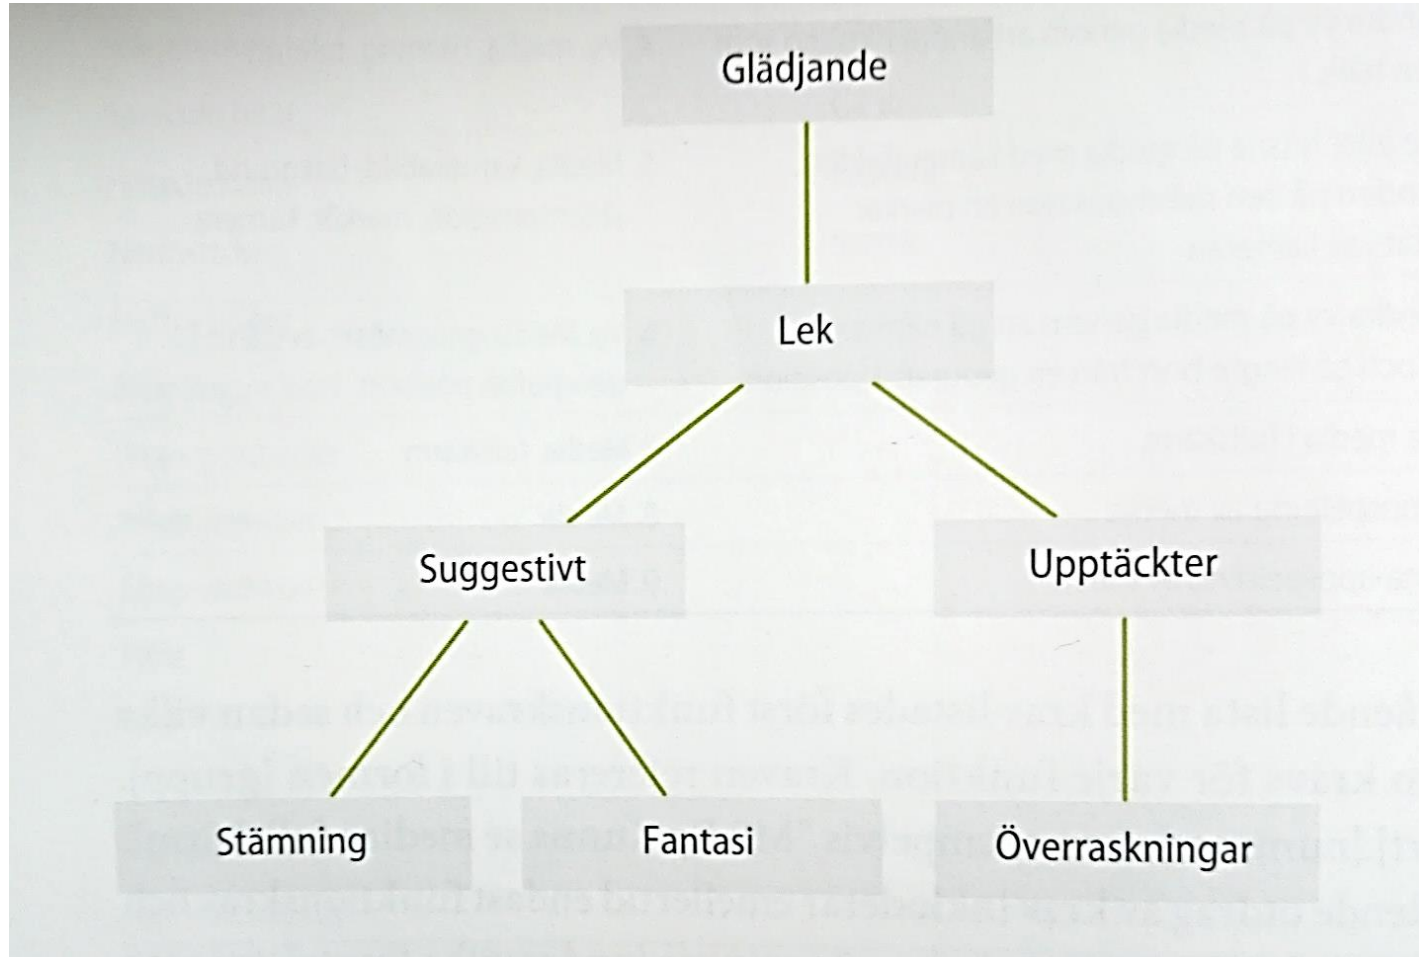 Glädjande
Lek
Suggestivt
Upptäckter
Stämning
Fantasi
Överraskningar